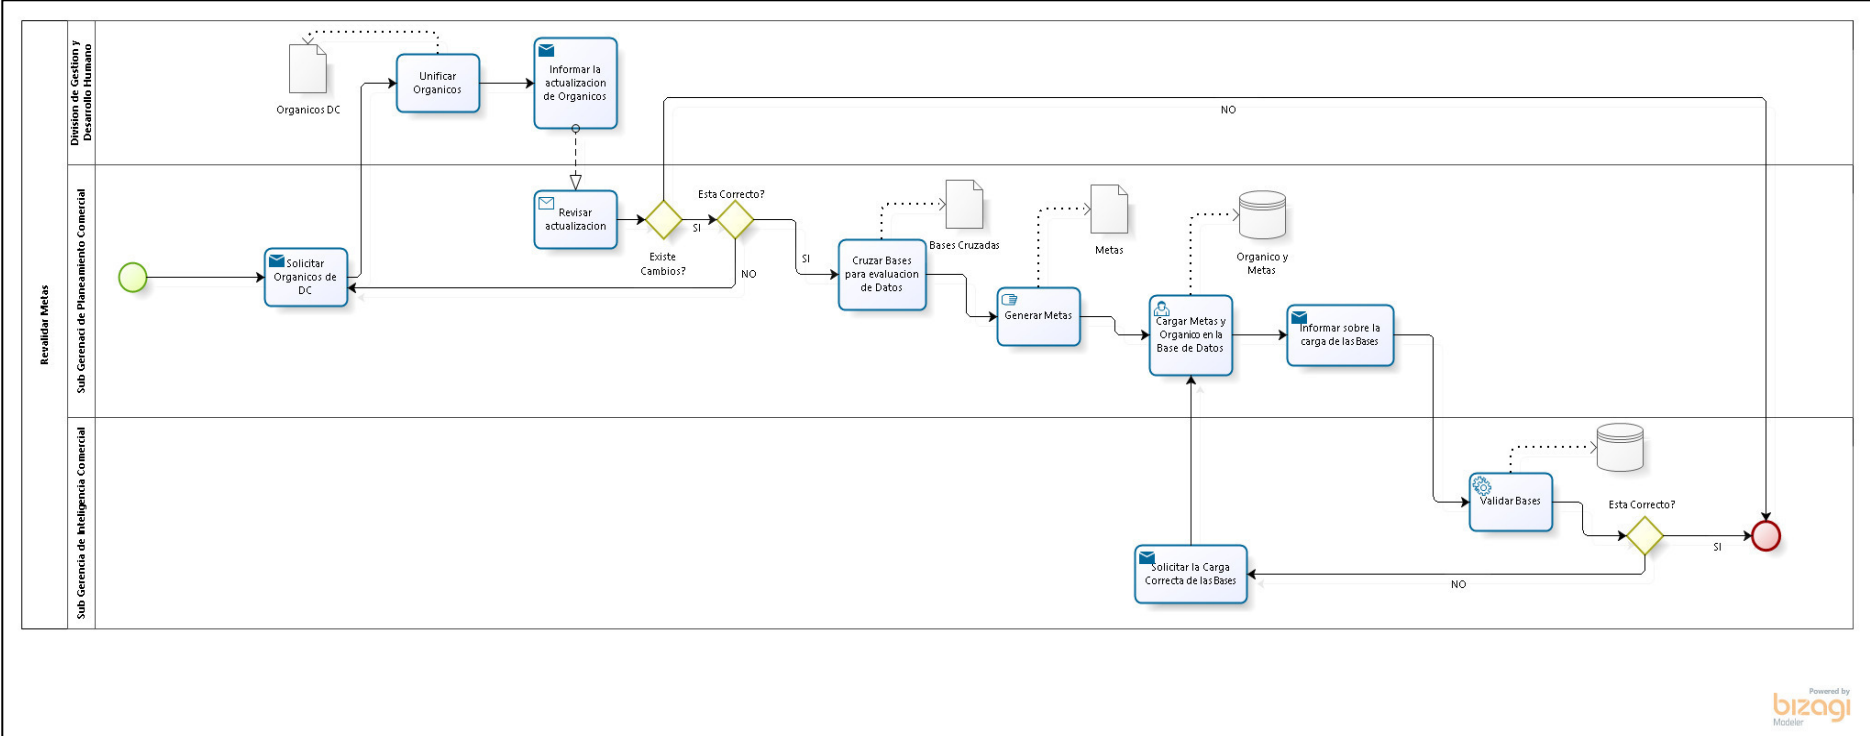 Revalidar Metas
Division de Gestion y
Desarrollo Humano
Organicos DC
Unificar
Organicos
Informar la
actualizacion
de Organicos
NO
Sub Gerenaci de Planeamiento Comercial
Solicitar
Organicos de
DC
Revisar
actualizacion
Existe
Cambios?
SI
Esta Correcto?
NO
SI
Cruzar Bases
para evaluacion
de Datos
Bases Cruzadas
Generar Metas
Metas
Cargar Metas y
Organico en la
Base de Datos
Organico y
Metas
Informar sobre la
carga de las Bases
Sub Gerencia de Inteligencia Comercial
Solicitar la Carga
Correcta de las Bases
Validar Bases
Esta Correcto?
SI
NO
Powered by
bizagi
Modeler